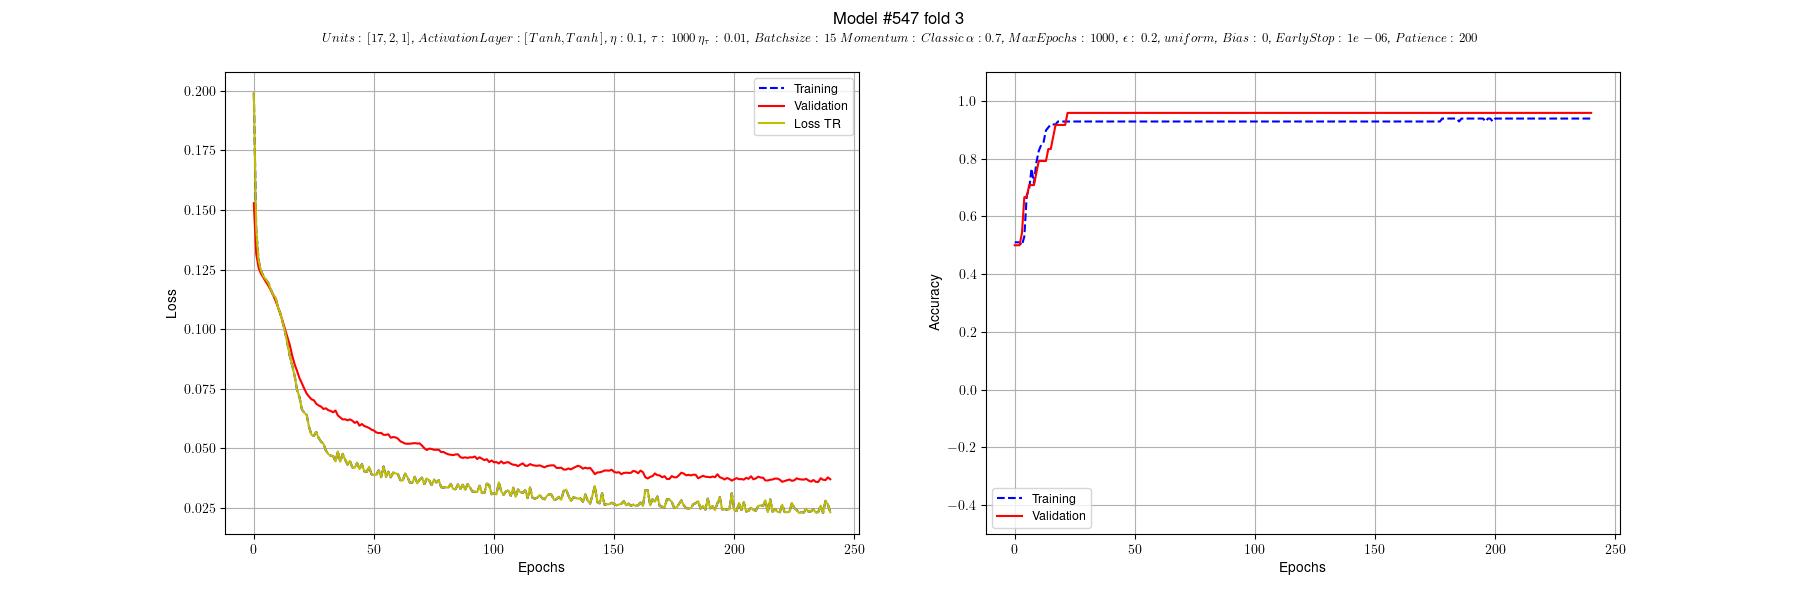 Model #547 fold 3
Units : [17, 2, 1], ActivationLayer : [Tanh, Tanh], η : 0.1, τ : 1000 η_τ : 0.01, Batchsize : 15 Momentum : Classic α : 0.7, MaxEpochs : 1000, ϵ : 0.2, uniform, Bias : 0, EarlyStop : 1e − 06, Patience : 200
0.200
0.175
0.150
0.125
0.100
0.075
0.050
0.025
Loss
0 50 100 150 200 250
Epochs
Training
Validation
Loss TR
1.0
0.8
0.6
0.4
0.2
0.0
−0.2
−0.4
Accuracy
0 50 100 150 200 250
Epochs
Training
Validation